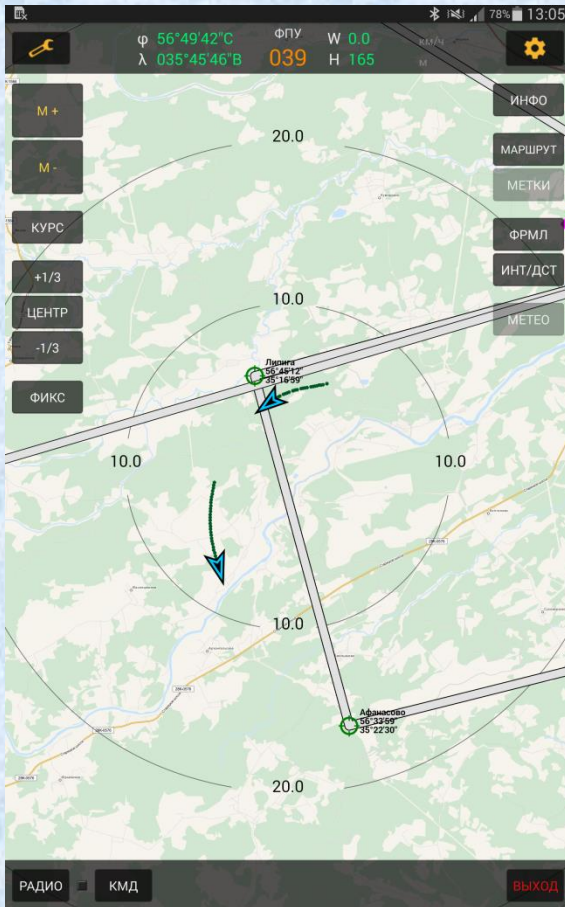 78% 13:05
φ 56°49'42"С ФПУ W 0.0 КМ/Ч
λ 035°45'46"В 039 H 165 М
М +
ИНФО
20.0
МАРШРУТ
М -
МЕТКИ
КУРС
ФРМЛ
+1/3
ИНТ/ДСТ
10.0
ЦЕНТР
МЕТЕО
-1/3
Липига
56°45'12"
35°16'59"
ФИКС
10.0 10.0
10.0
Афанасово
56°33'59"
35°22'30"
20.0
РАДИО КМД ВЫХОД